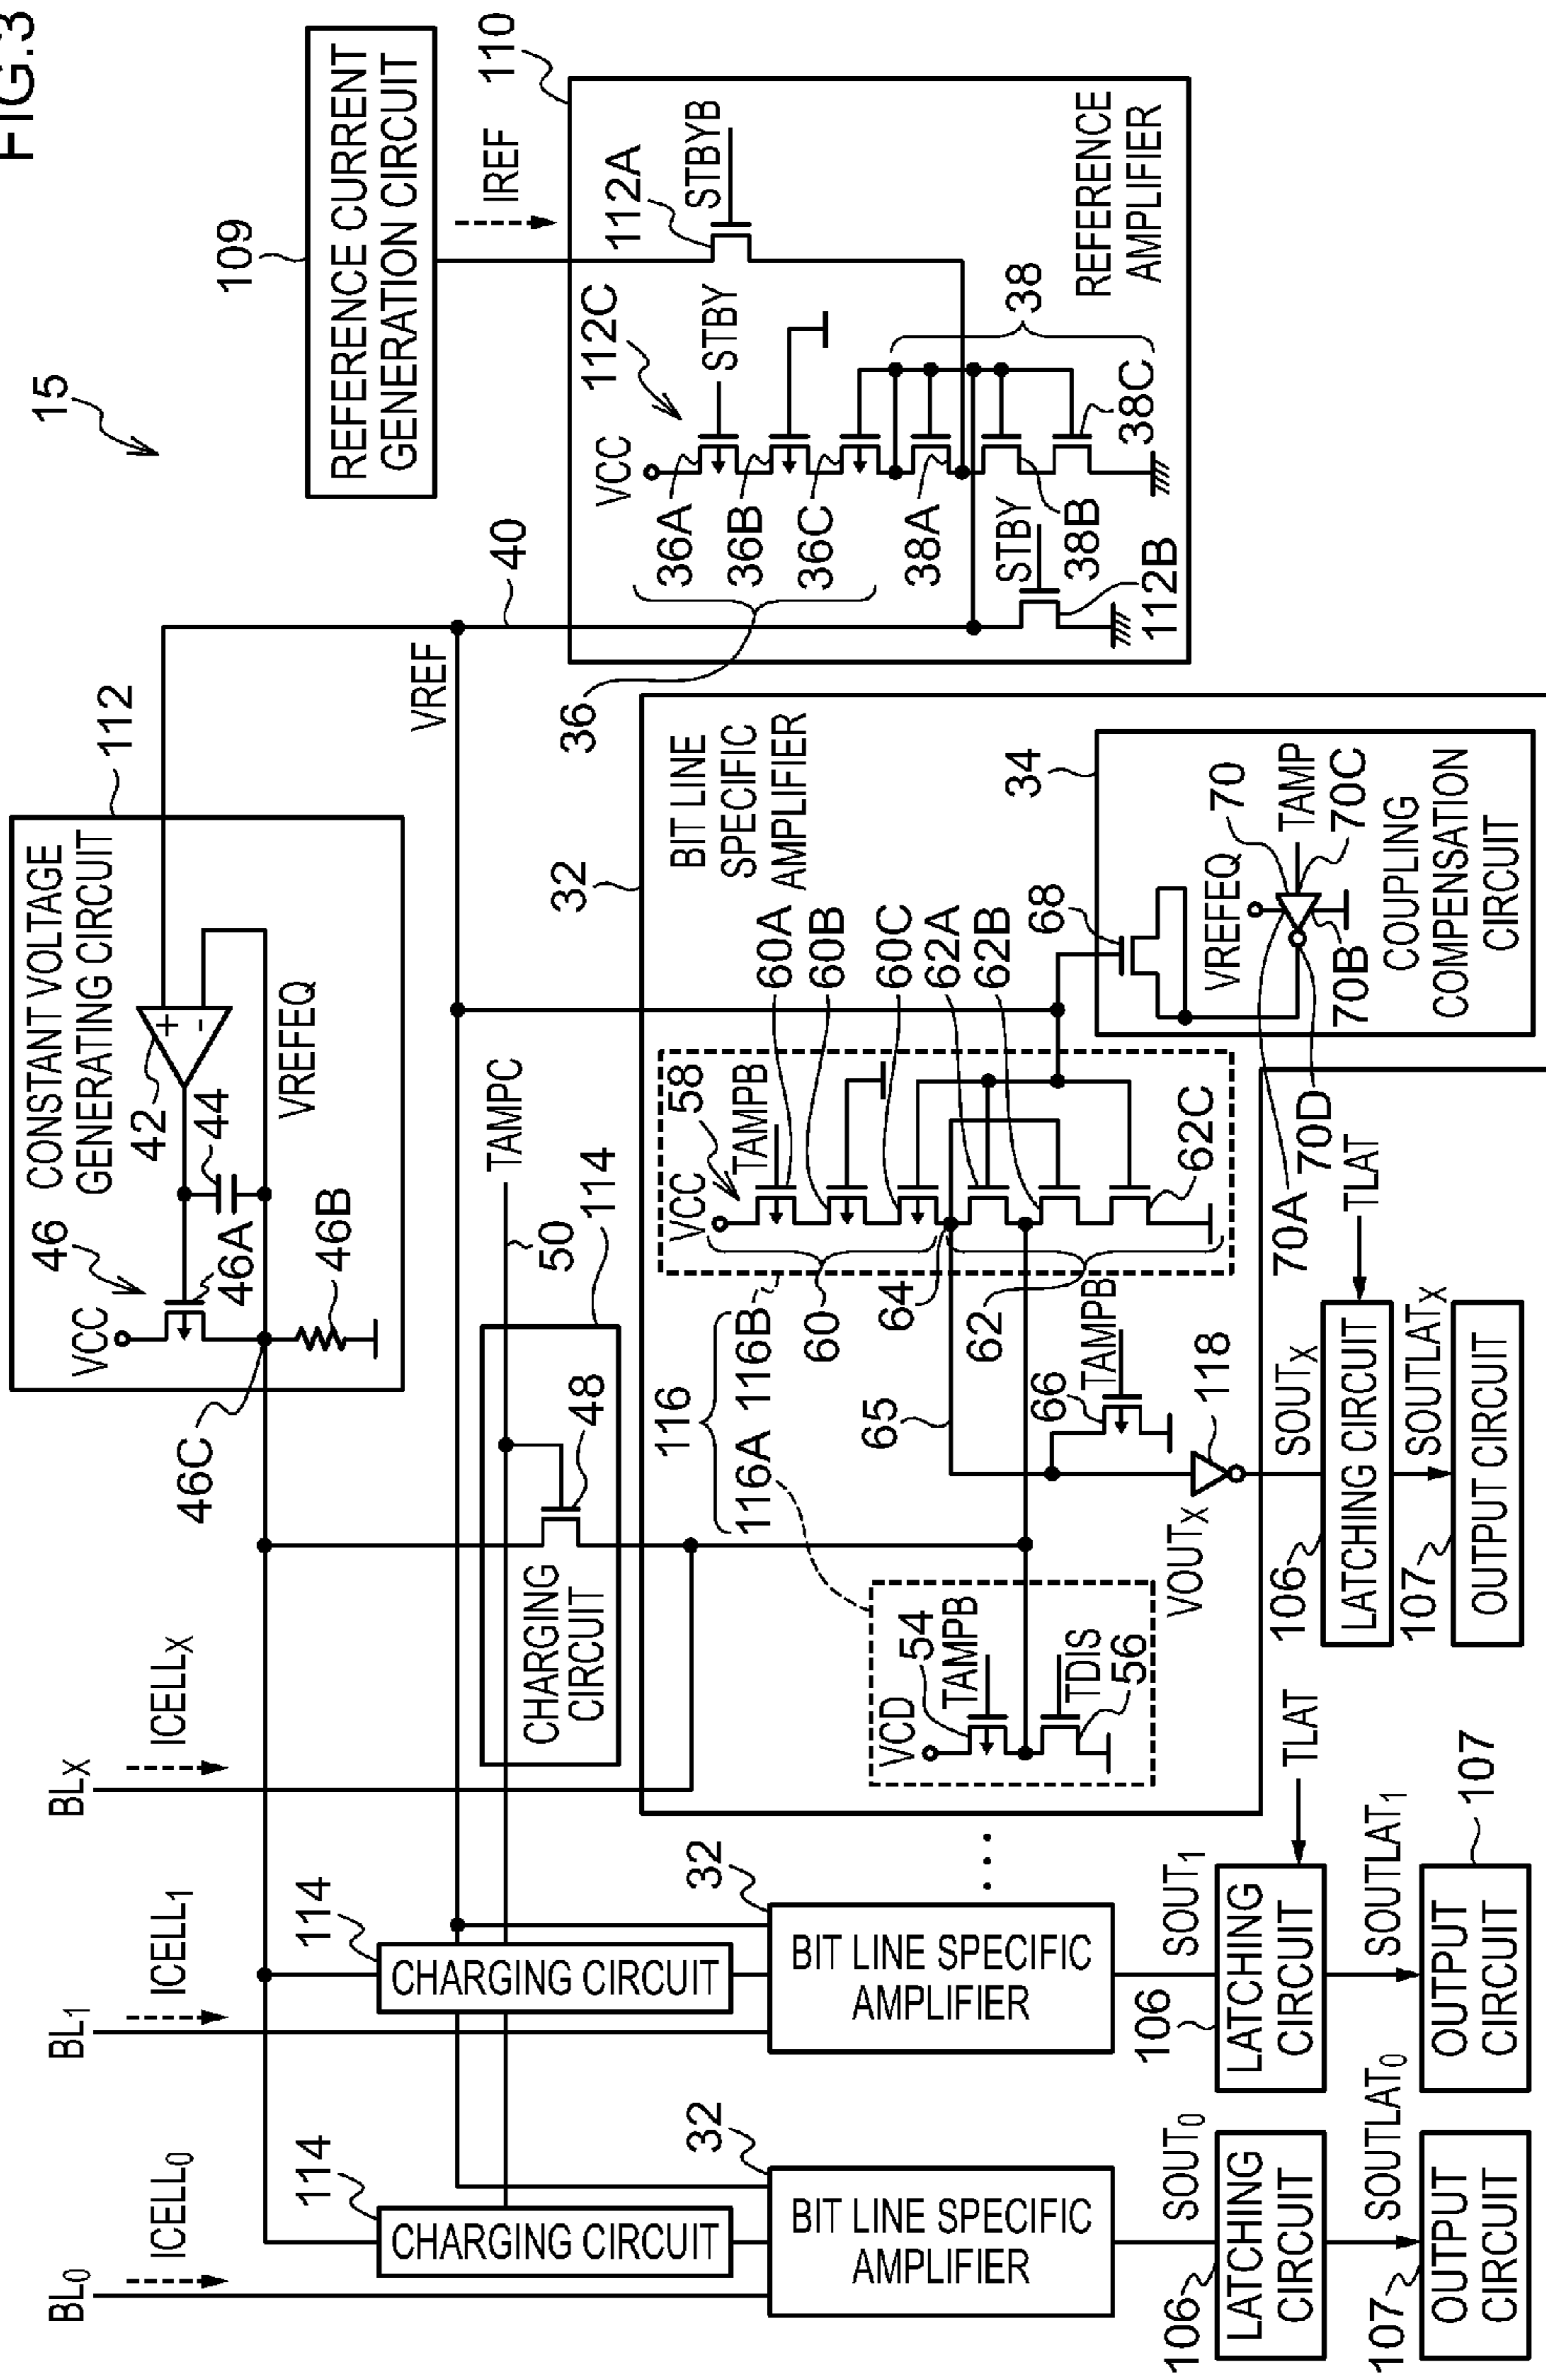 FIG.3
15
109
REFERENCE CURRENT
GENERATION CIRCUIT
IREF
110
112A
STBYB
112C
STBY
VCC
36A
36B
36C
36
38
38A
38B
38C
STBY
112B
REFERENCE
AMPLIFIER
40
VREF
112
CONSTANT VOLTAGE
GENERATING CIRCUIT
42
+
-
44
46
VCC
46A
46B
46C
VREFEQ
TAMPC
50
114
CHARGING
CIRCUIT
48
BL0
ICELL0
BL1
ICELL1
BLX
ICELLX
114
CHARGING CIRCUIT
114
CHARGING CIRCUIT
32
BIT LINE SPECIFIC
AMPLIFIER
32
BIT LINE SPECIFIC
AMPLIFIER
...
32
BIT LINE
SPECIFIC
AMPLIFIER
116
116A
116B
VCD
54
TAMPB
TDIS
56
58
VCC
TAMPB
60A
60B
60C
62A
62B
62C
60
64
62
65
66
TAMPB
118
VOUTX
34
68
VREFEQ
70
TAMP
70C
70B
70A
70D
COUPLING
COMPENSATION
CIRCUIT
SOUT0
106
LATCHING
CIRCUIT
SOUTLAT0
107
OUTPUT
CIRCUIT
SOUT1
106
LATCHING
CIRCUIT
TLAT
SOUTLAT1
107
OUTPUT
CIRCUIT
SOUTX
106
LATCHING CIRCUIT
TLAT
SOUTLATX
107
OUTPUT CIRCUIT